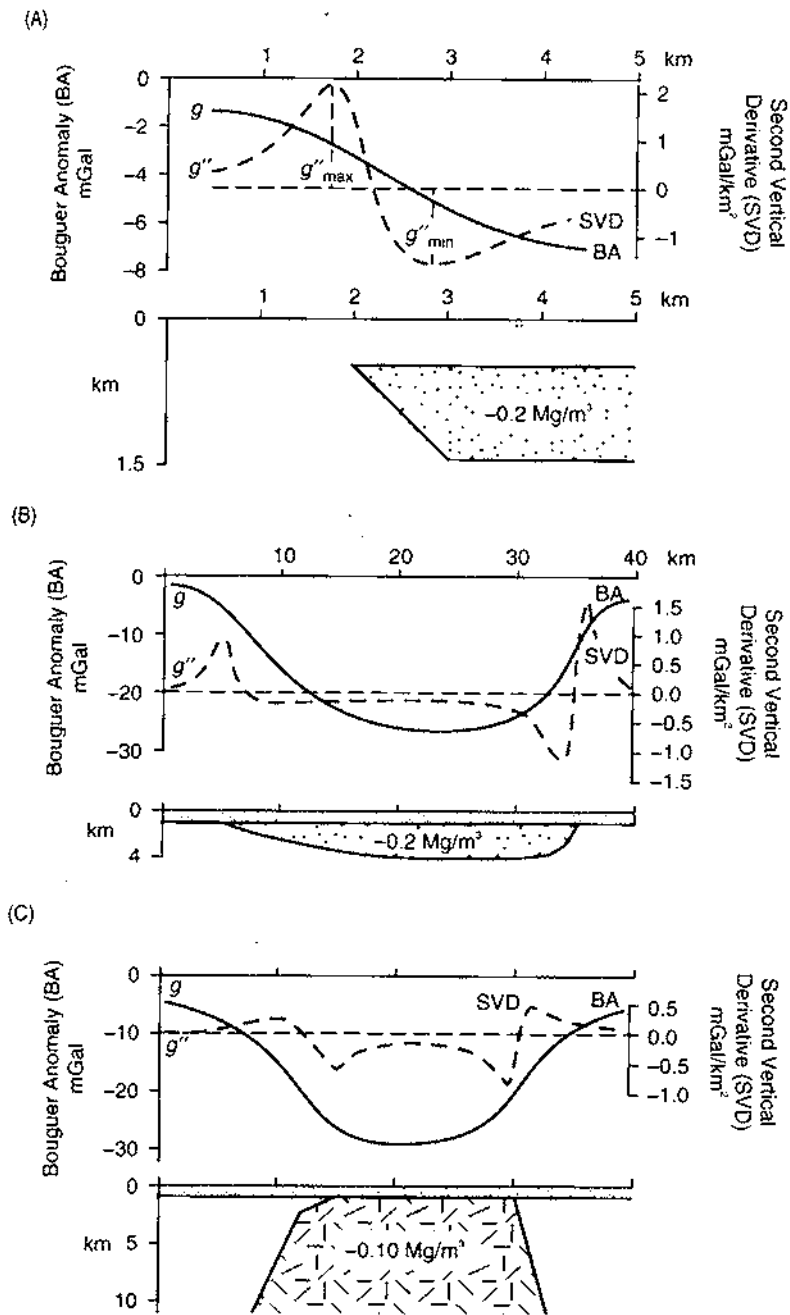 (A)
1 2 3 4 5 km
0
−2
−4
−6
−8
Bouguer Anomaly (BA)
mGal
g
g″
g″max
g″min
SVD
BA
2
1
0
−1
Second Vertical
Derivative (SVD)
mGal/km²
1 2 3 4 5 km
0
km
1.5
−0.2 Mg/m³
(B)
10 20 30 40 km
0
−10
−20
−30
Bouguer Anomaly (BA)
mGal
g
g″
BA
SVD
1.5
1.0
0.5
0.0
−0.5
−1.0
−1.5
Second Vertical
Derivative (SVD)
mGal/km²
0
km
4
−0.2 Mg/m³
(C)
0
−10
−20
−30
Bouguer Anomaly (BA)
mGal
g
g″
SVD
BA
0.5
0.0
−0.5
−1.0
Second Vertical
Derivative (SVD)
mGal/km²
0
km 5
10
−0.10 Mg/m³